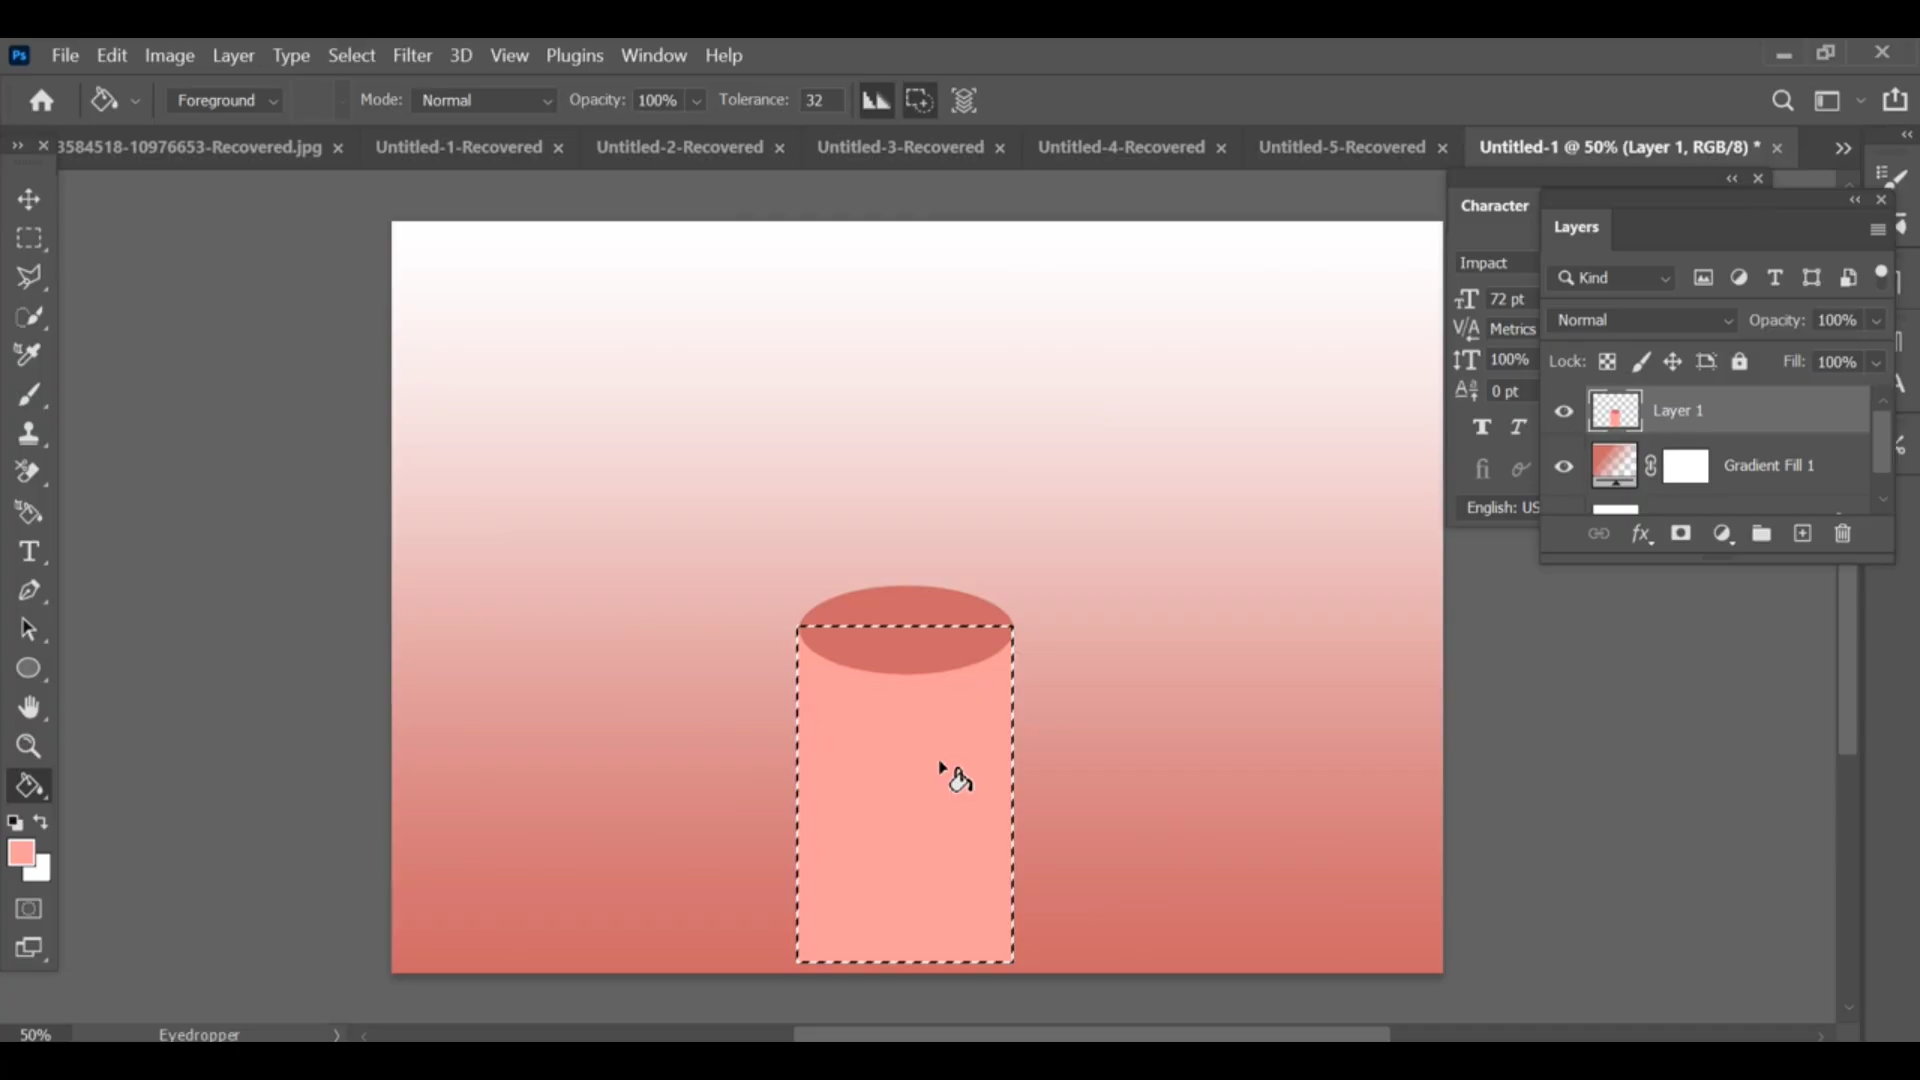 Ps File Edit Image Layer Type Select Filter 3D View Plugins Window Help
Foreground Mode: Normal Opacity: 100% Tolerance: 32
3584518-10976653-Recovered.jpg Untitled-1-Recovered Untitled-2-Recovered Untitled-3-Recovered Untitled-4-Recovered Untitled-5-Recovered Untitled-1 @ 50% (Layer 1, RGB/8) *
Character
Impact
72 pt
Metrics
100%
0 pt
T T
fi
English: US
Layers
Kind
Normal Opacity: 100%
Lock: Fill: 100%
Layer 1
Gradient Fill 1
fx
50% Eyedropper